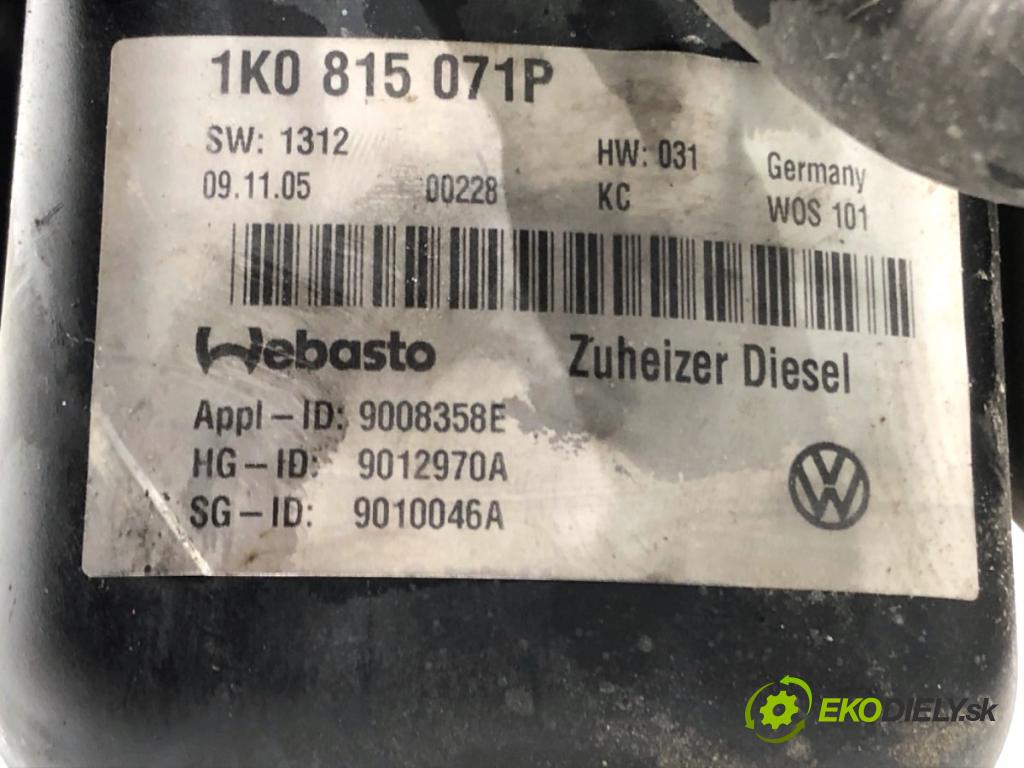 1K0 815 071P
SW: 1312 HW: 031 Germany
09.11.05 00228 KC WOS 101
Webasto Zuheizer Diesel
Appl-ID: 9008358E
HG-ID: 9012970A
SG-ID: 9010046A
VW
EKODIELY.sk